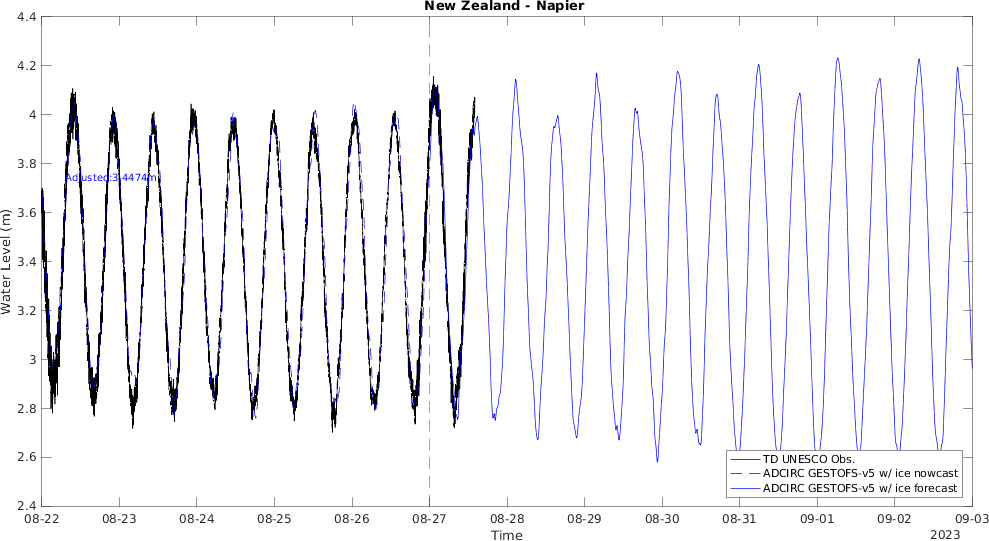 New Zealand - Napier
4.4
4.2
4
3.8
3.6
3.4
3.2
3
2.8
2.6
2.4
Water Level (m)
Adjusted:3.4474m
TD UNESCO Obs.
ADCIRC GESTOFS-v5 w/ ice nowcast
ADCIRC GESTOFS-v5 w/ ice forecast
08-22 08-23 08-24 08-25 08-26 08-27 08-28 08-29 08-30 08-31 09-01 09-02 09-03
Time
2023